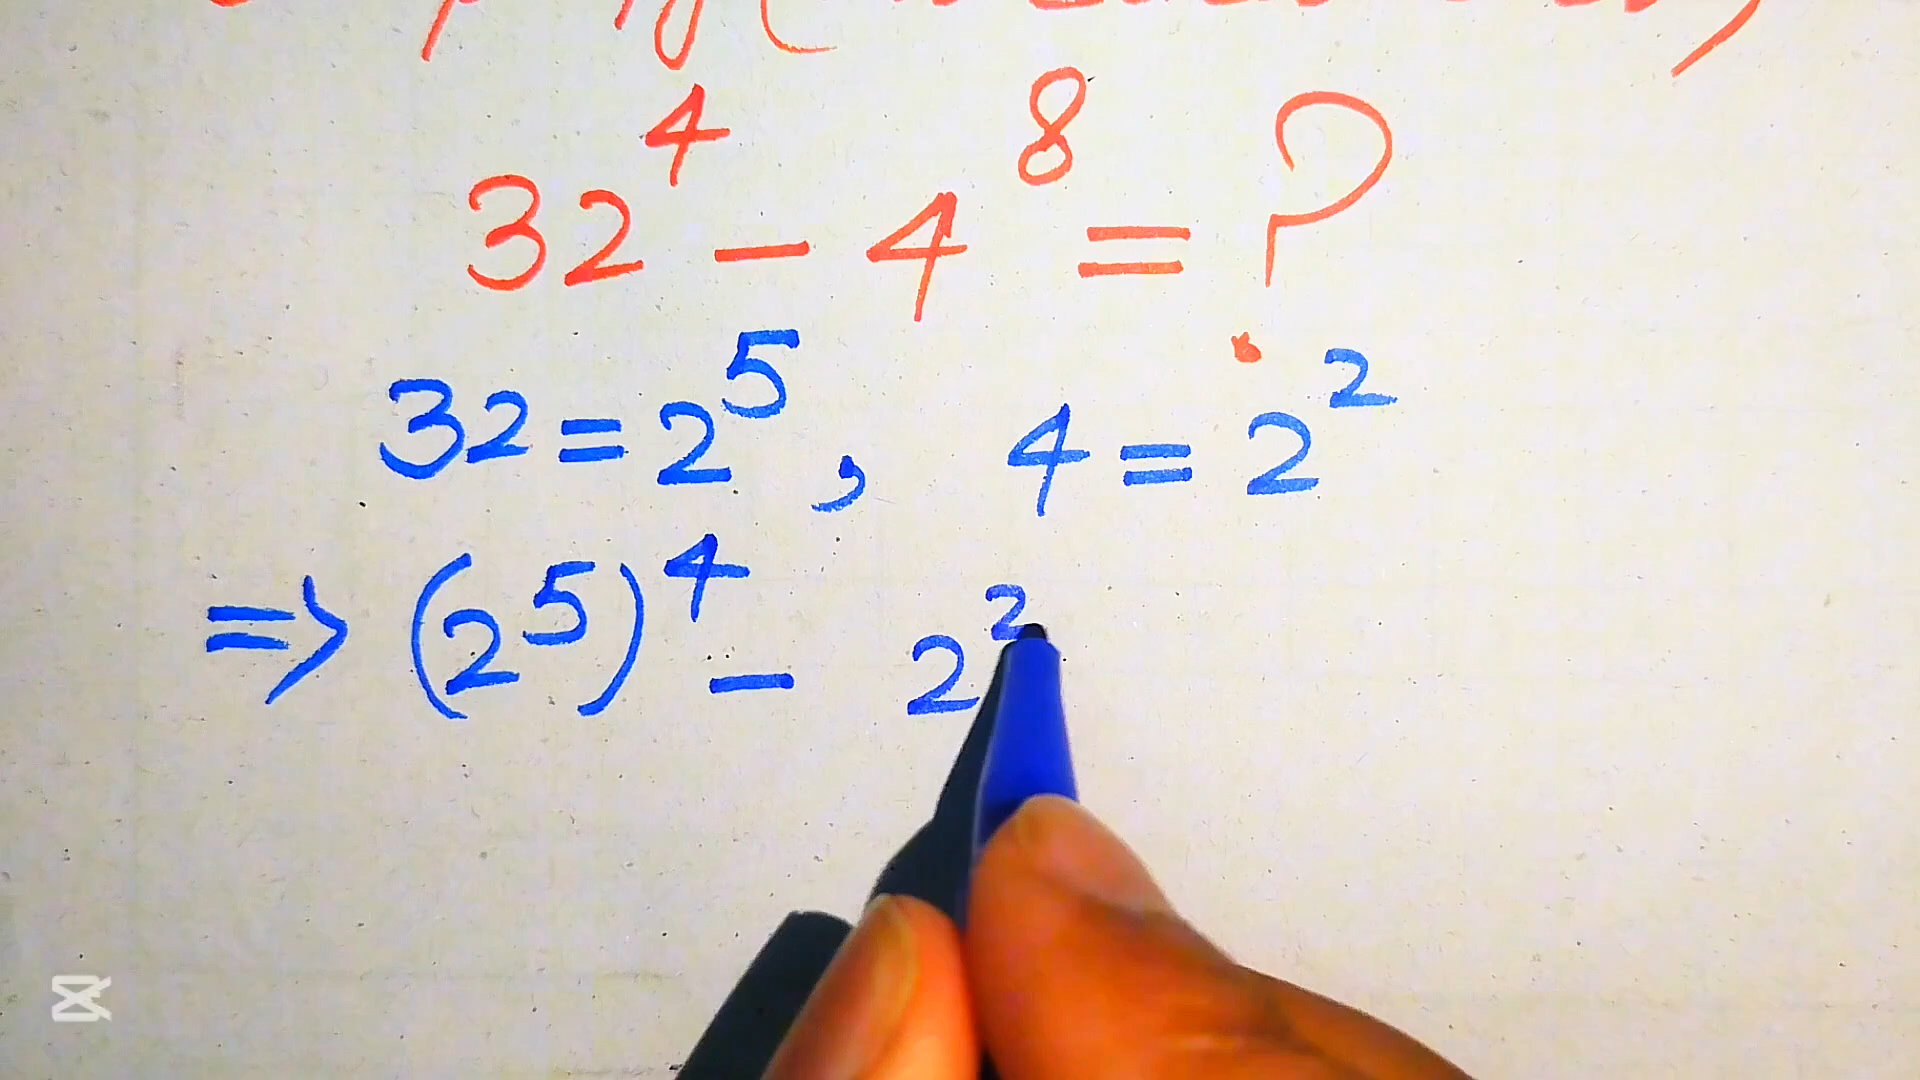 32⁴ - 4⁸ = ?
32 = 2⁵ , 4 = 2²
⇒ (2⁵)⁴ - 2²